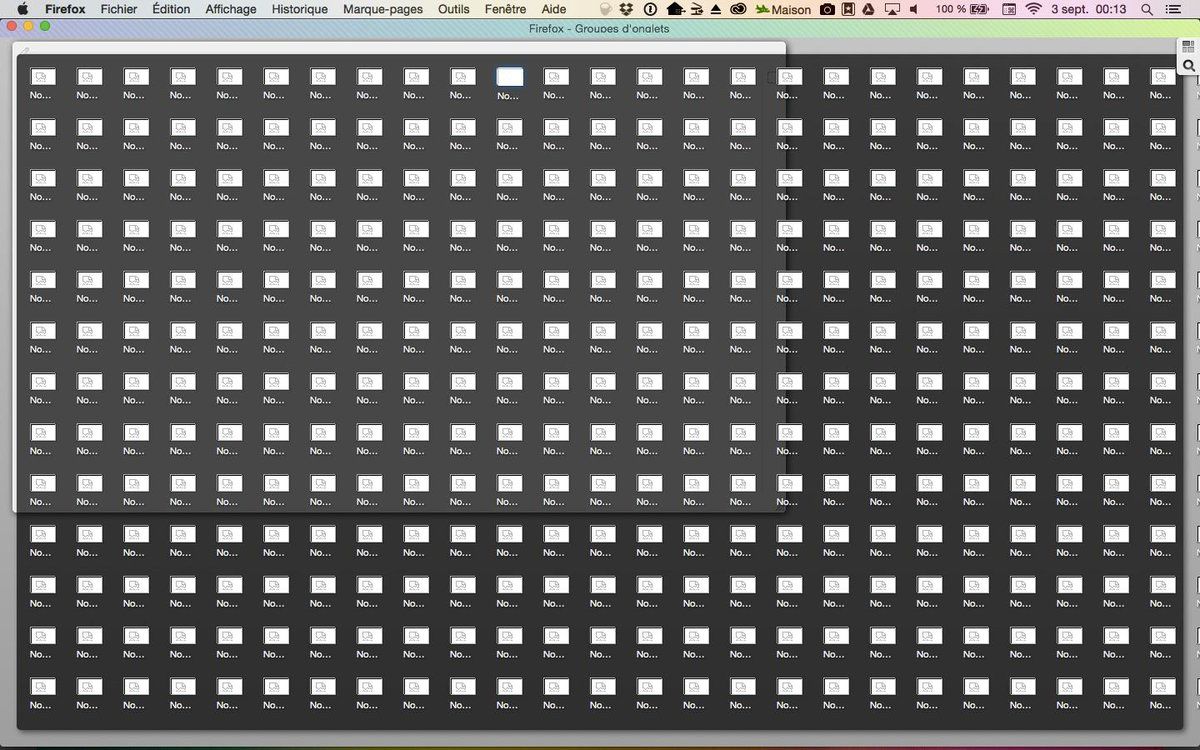 Firefox Fichier Édition Affichage Historique Marque-pages Outils Fenêtre Aide Maison 100 % 3 sept. 00:13
Firefox - Groupes d'onglets
No... No... No... No... No... No... No... No... No... No... No... No... No... No... No... No... No... No... No... No... No... No... No... No... No...
No... No... No... No... No... No... No... No... No... No... No... No... No... No... No... No... No... No... No... No... No... No... No... No... No...
No... No... No... No... No... No... No... No... No... No... No... No... No... No... No... No... No... No... No... No... No... No... No... No... No...
No... No... No... No... No... No... No... No... No... No... No... No... No... No... No... No... No... No... No... No... No... No... No... No... No...
No... No... No... No... No... No... No... No... No... No... No... No... No... No... No... No... No... No... No... No... No... No... No... No... No...
No... No... No... No... No... No... No... No... No... No... No... No... No... No... No... No... No... No... No... No... No... No... No... No... No...
No... No... No... No... No... No... No... No... No... No... No... No... No... No... No... No... No... No... No... No... No... No... No... No... No...
No... No... No... No... No... No... No... No... No... No... No... No... No... No... No... No... No... No... No... No... No... No... No... No... No...
No... No... No... No... No... No... No... No... No... No... No... No... No... No... No... No... No... No... No... No... No... No... No... No... No...
No... No... No... No... No... No... No... No... No... No... No... No... No... No... No... No... No... No... No... No... No... No... No... No... No...
No... No... No... No... No... No... No... No... No... No... No... No... No... No... No... No... No... No... No... No... No... No... No... No... No...
No... No... No... No... No... No... No... No... No... No... No... No... No... No... No... No... No... No... No... No... No... No... No... No... No...
No... No... No... No... No... No... No... No... No... No... No... No... No... No... No... No... No... No... No... No... No... No... No... No... No...